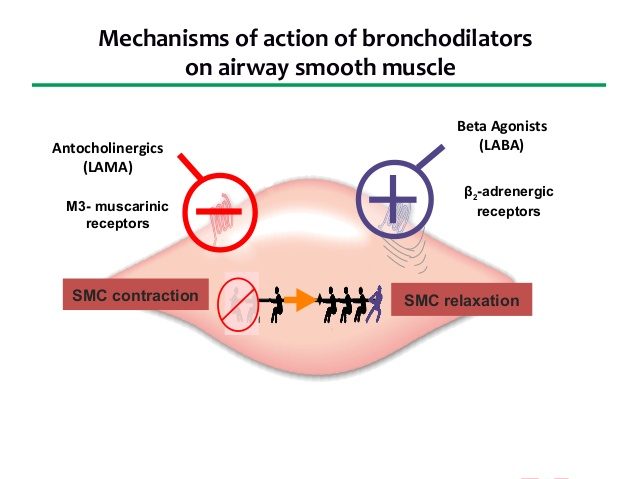 Mechanisms of action of bronchodilators
on airway smooth muscle
Antocholinergics
(LAMA)
M3- muscarinic
receptors
Beta Agonists
(LABA)
β2-adrenergic
receptors
SMC contraction
SMC relaxation